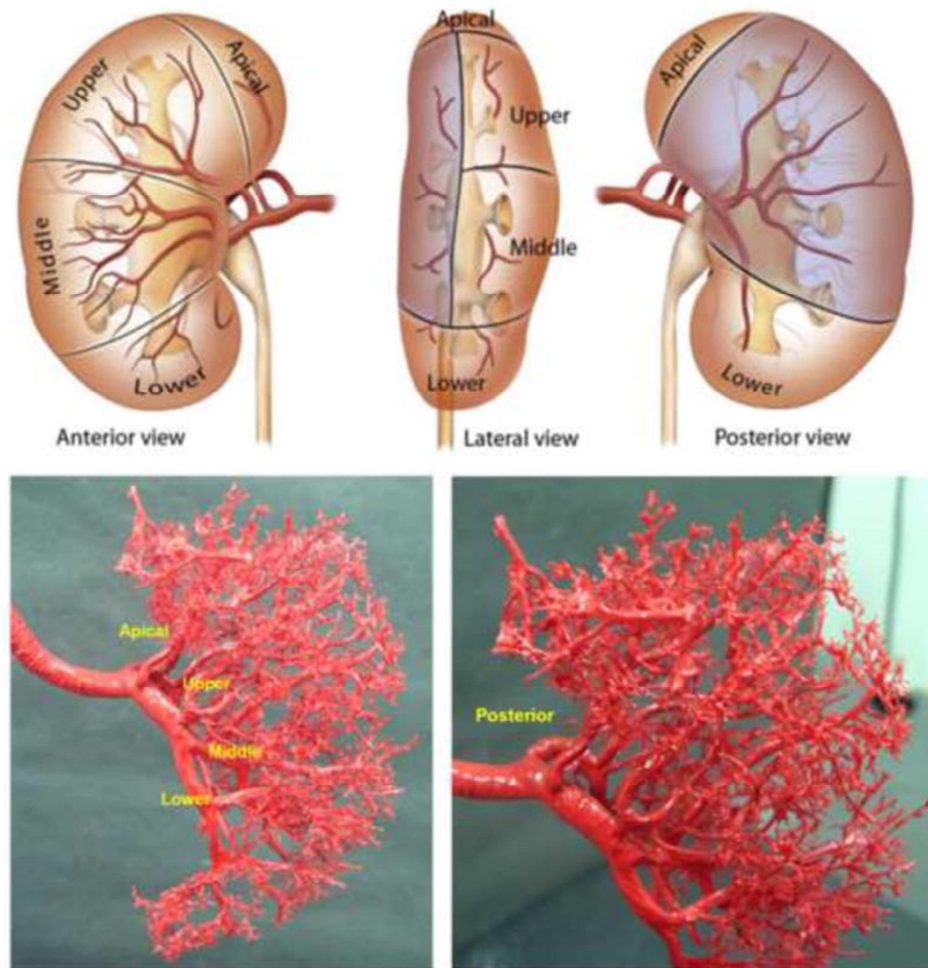 Upper
Apical
Middle
Lower
Anterior view
Apical
Upper
Middle
Lower
Lateral view
Apical
Lower
Posterior view
Apical
Upper
Middle
Lower
Posterior